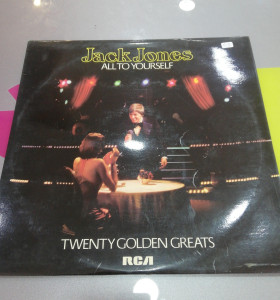 Jack Jones
ALL TO YOURSELF
TWENTY GOLDEN GREATS
RCA